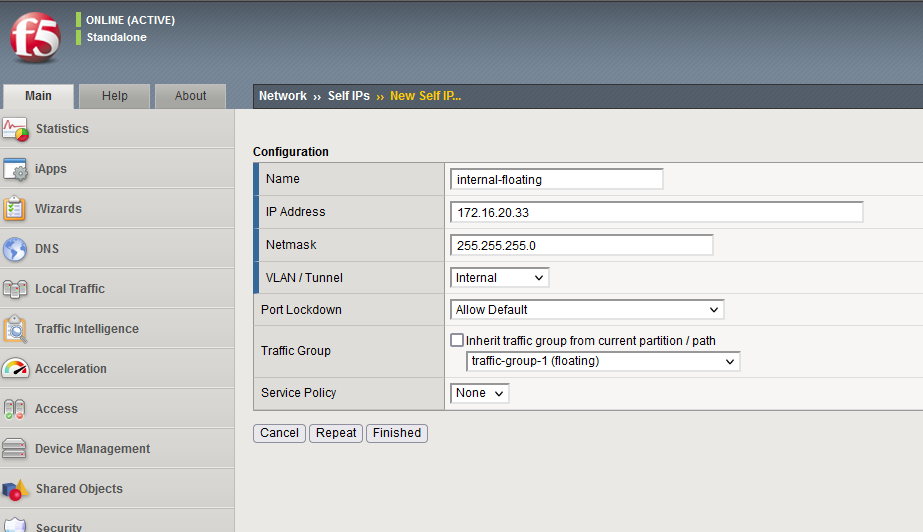 f5
ONLINE (ACTIVE)
Standalone
Main Help About
Network ›› Self IPs ›› New Self IP...
Statistics
iApps
Wizards
DNS
Local Traffic
Traffic Intelligence
Acceleration
Access
Device Management
Shared Objects
Security
Configuration
Name internal-floating
IP Address 172.16.20.33
Netmask 255.255.255.0
VLAN / Tunnel Internal
Port Lockdown Allow Default
Traffic Group Inherit traffic group from current partition / path
traffic-group-1 (floating)
Service Policy None
Cancel Repeat Finished